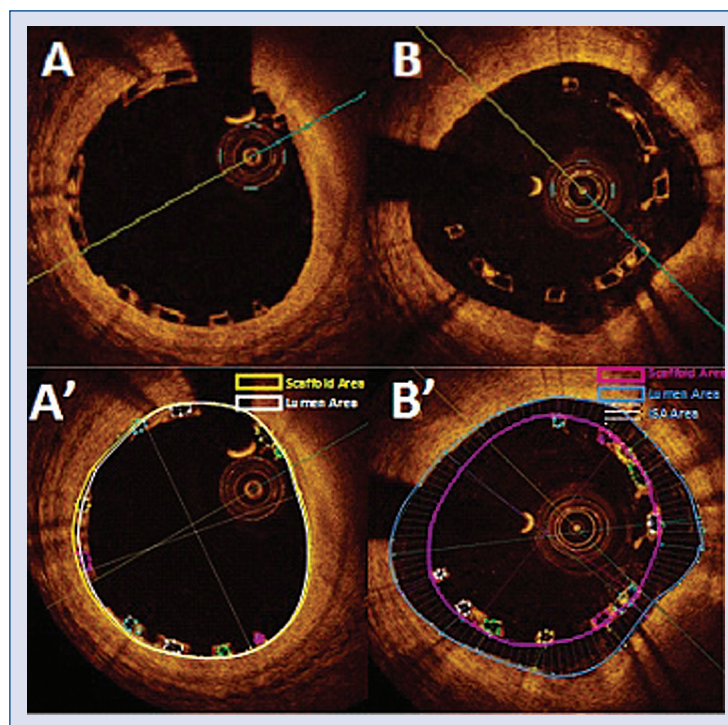 A
B
A'
Scaffold Area
Lumen Area
B'
Scaffold Area
Lumen Area
ISA Area